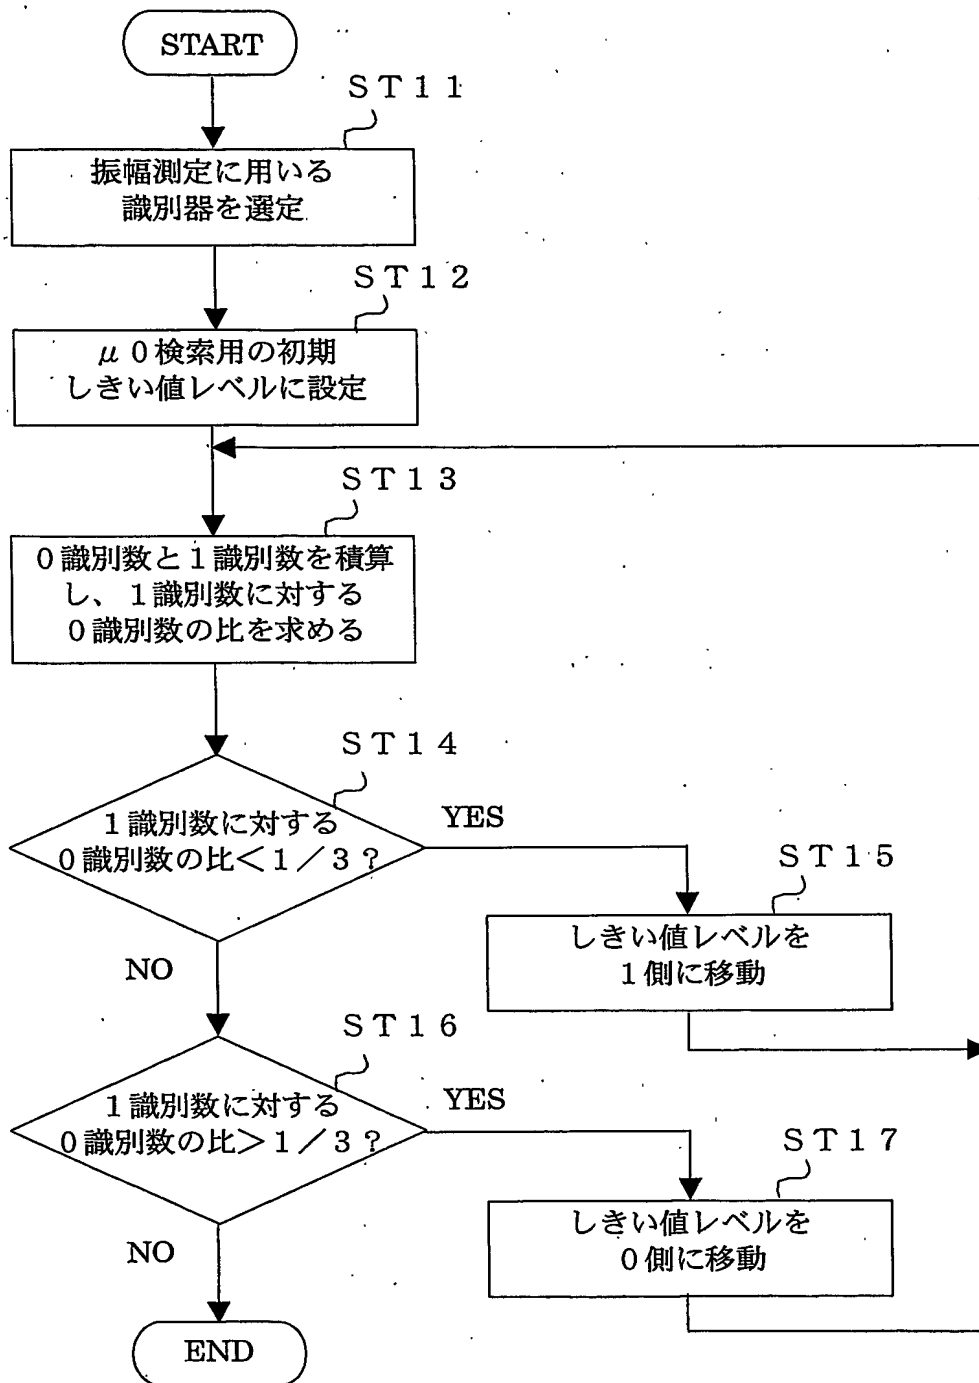 START
ST11
振幅測定に用いる
識別器を選定
ST12
μ0検索用の初期
しきい値レベルに設定
ST13
0識別数と1識別数を積算
し、1識別数に対する
0識別数の比を求める
ST14
1識別数に対する
0識別数の比<1/3?
YES
NO
ST15
しきい値レベルを
1側に移動
ST16
1識別数に対する
0識別数の比>1/3?
YES
NO
ST17
しきい値レベルを
0側に移動
END